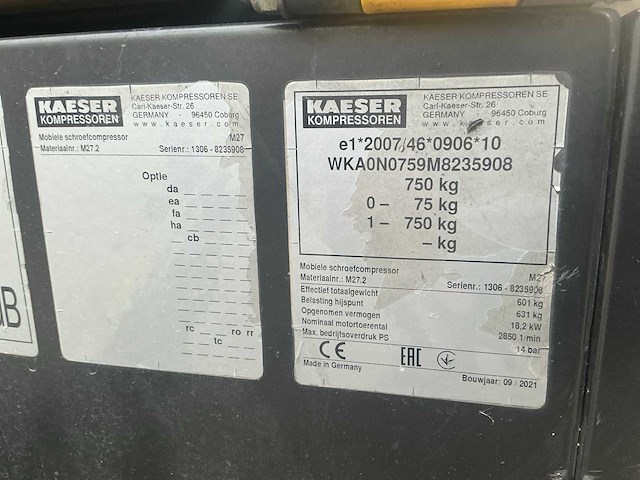 KAESER
KOMPRESSOREN
KAESER KOMPRESSOREN SE
Carl-Kaeser-Str. 26
GERMANY - 96450 Coburg
www.kaeser.com
Mobiele schroefcompressor M27
Materiaalnr.: M27.2 Serienr.: 1306 - 8235908
Optie
da
ea
fa
ha
cb
rc ro rr
tc
KAESER
KOMPRESSOREN
KAESER KOMPRESSOREN SE
Carl-Kaeser-Str. 26
GERMANY - 96450 Coburg
www.kaeser.com
e1*2007/46*0906*10
WKA0N0759M8235908
750 kg
0 – 75 kg
1 – 750 kg
– kg
Mobiele schroefcompressor M27
Materiaalnr.: M27.2 Serienr.: 1306 - 8235908
Effectief totaalgewicht 601 kg
Belasting hijspunt 631 kg
Opgenomen vermogen 18,2 kW
Nominaal motortoerental 2850 1/min
Max. bedrijfsoverdruk PS 14 bar
CE EAC
Made in Germany
Bouwjaar: 09 / 2021